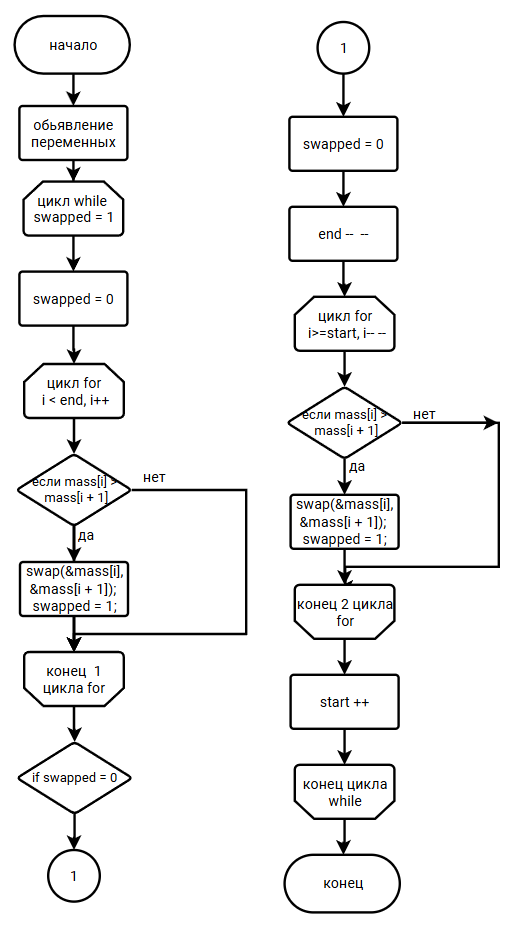 начало
обьявление
переменных
цикл while
swapped = 1
swapped = 0
цикл for
i < end, i++
если mass[i] >
mass[i + 1]
нет
да
swap(&mass[i],
&mass[i + 1]);
swapped = 1;
конец 1
цикла for
if swapped = 0
1
1
swapped = 0
end -- --
цикл for
i>=start, i-- --
если mass[i] >
mass[i + 1]
нет
да
swap(&mass[i],
&mass[i + 1]);
swapped = 1;
конец 2 цикла
for
start ++
конец цикла
while
конец